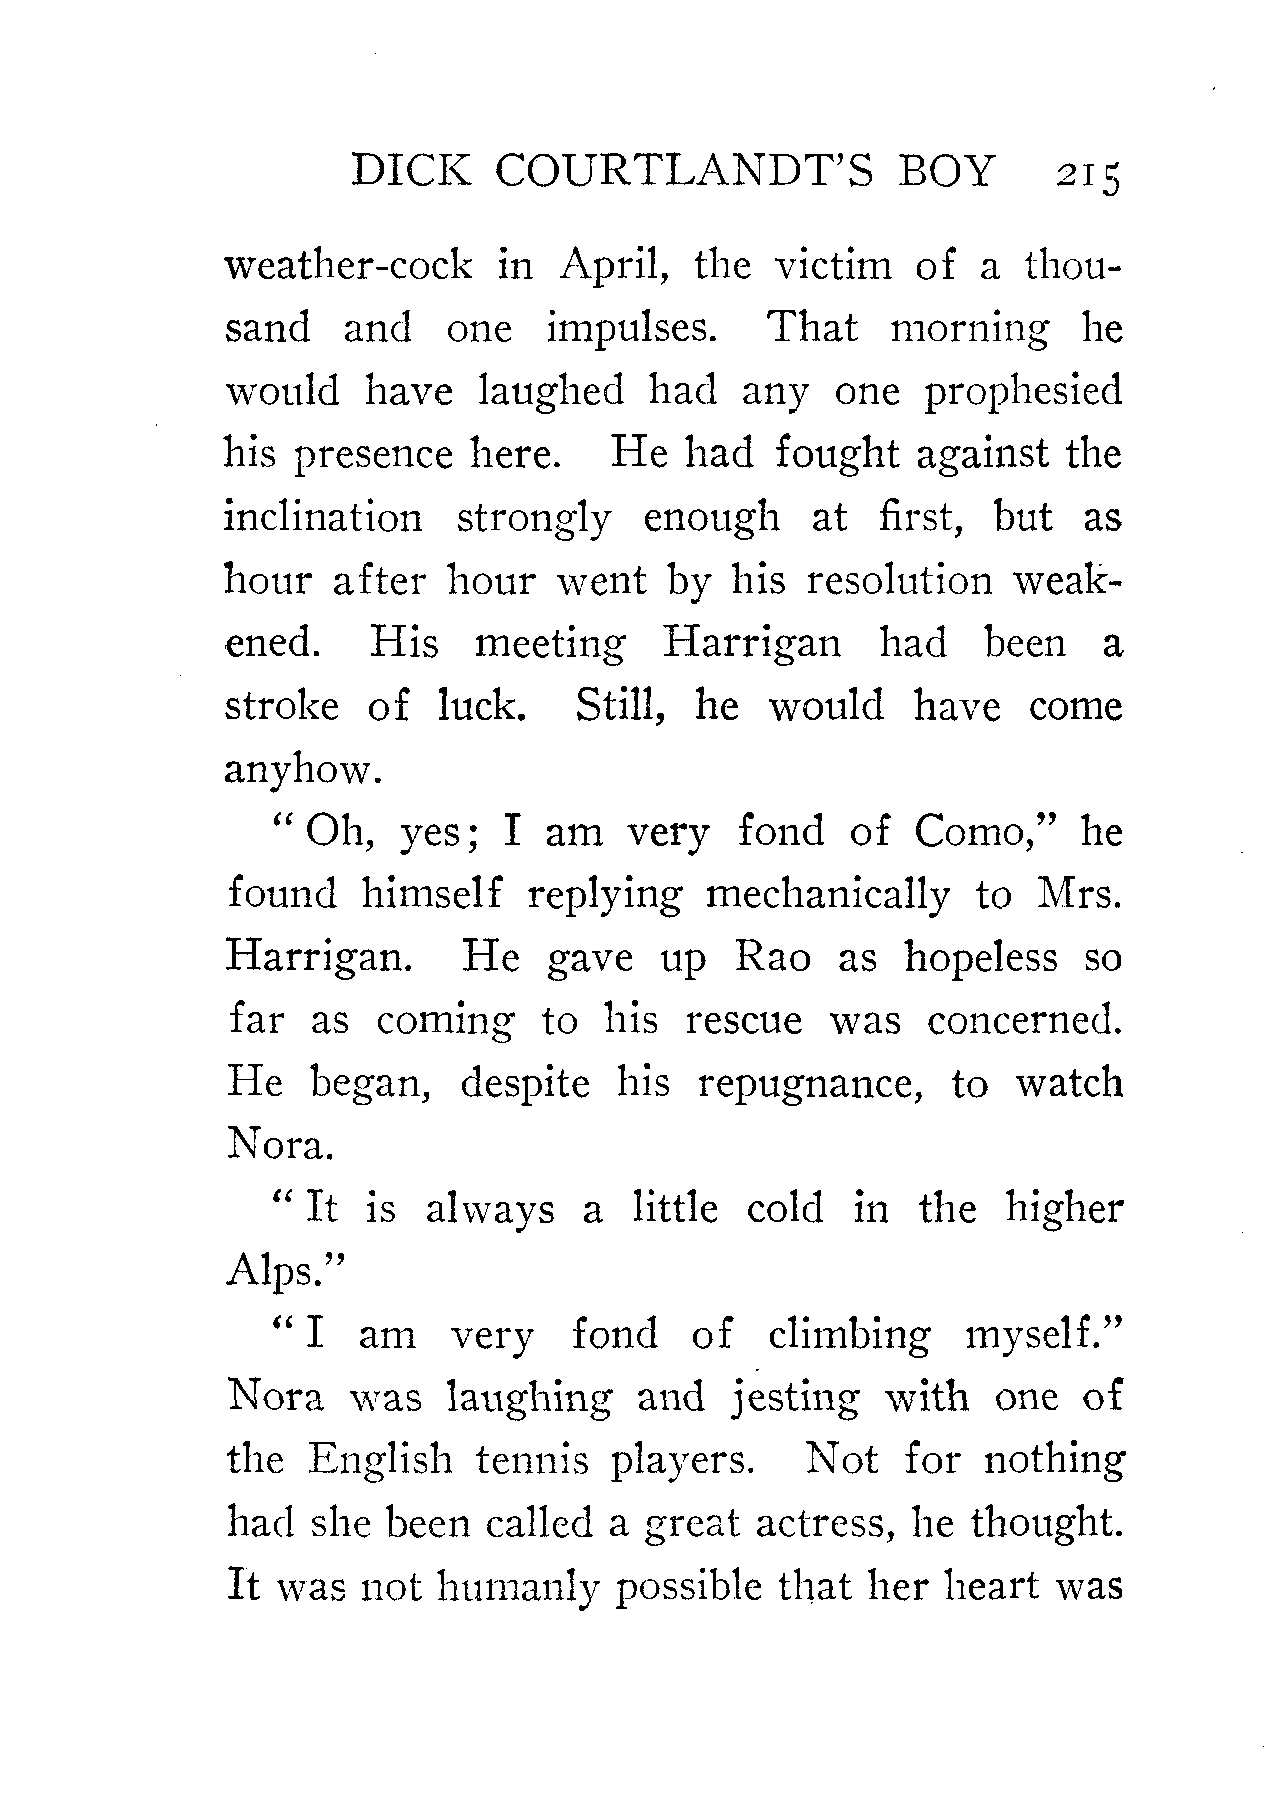 DICK COURTLANDT'S BOY 215
weather-cock in April, the victim of a thou-
sand and one impulses. That morning he
would have laughed had any one prophesied
his presence here. He had fought against the
inclination strongly enough at first, but as
hour after hour went by his resolution weak-
ened. His meeting Harrigan had been a
stroke of luck. Still, he would have come
anyhow.
" Oh, yes; I am very fond of Como," he
found himself replying mechanically to Mrs.
Harrigan. He gave up Rao as hopeless so
far as coming to his rescue was concerned.
He began, despite his repugnance, to watch
Nora.
" It is always a little cold in the higher
Alps."
" I am very fond of climbing myself."
Nora was laughing and jesting with one of
the English tennis players. Not for nothing
had she been called a great actress, he thought.
It was not humanly possible that her heart was